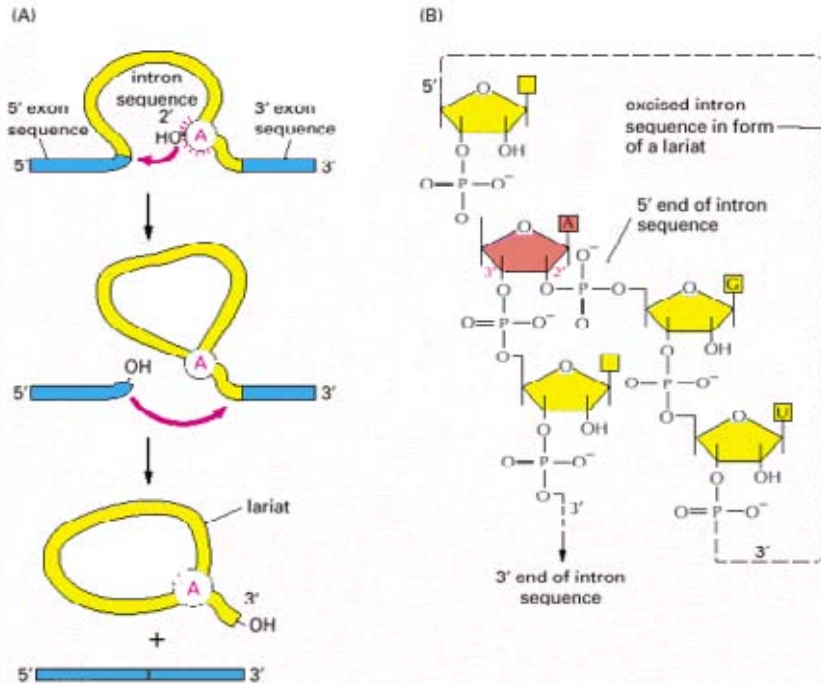 (A)
5′ exon
sequence
intron
sequence
2′
HO
A
3′ exon
sequence
5′
3′
OH
A
5′
3′
lariat
A
3′
OH
+
5′
3′
(B)
5′
excised intron
sequence in form
of a lariat
O
OH
O
O=P—O⁻
O
5′ end of intron
sequence
O
A
3′
2′
O⁻
O
O
O—P—O
O
G
O=P—O⁻
O
O
OH
O
O
O=P—O⁻
O
O
U
OH
O
O=P—O⁻
O
3′
O
OH
O=P—O⁻
3′
3′ end of intron
sequence